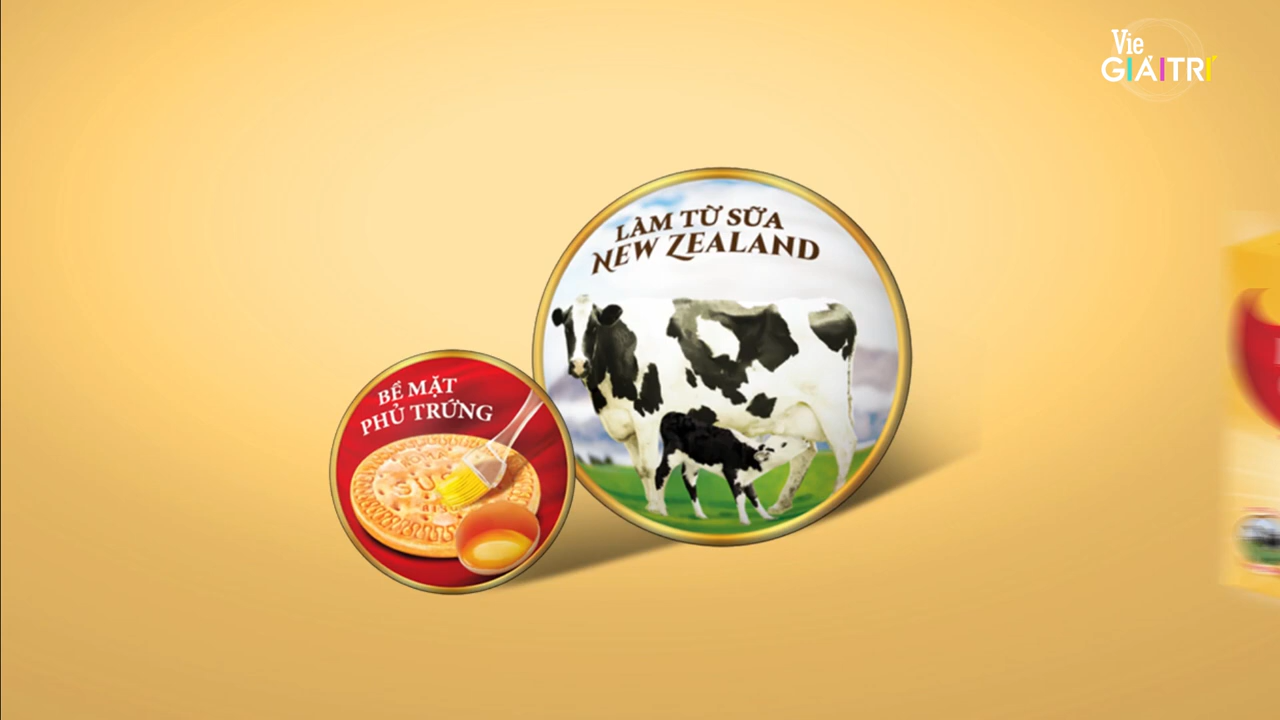 Vie
GIẢI TRÍ
LÀM TỪ SỮA
NEW ZEALAND
BỀ MẶT
PHỦ TRỨNG